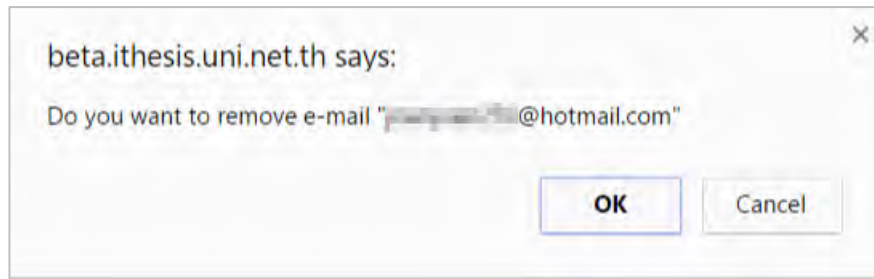 beta.ithesis.uni.net.th says:
Do you want to remove e-mail "@hotmail.com"
OK
Cancel